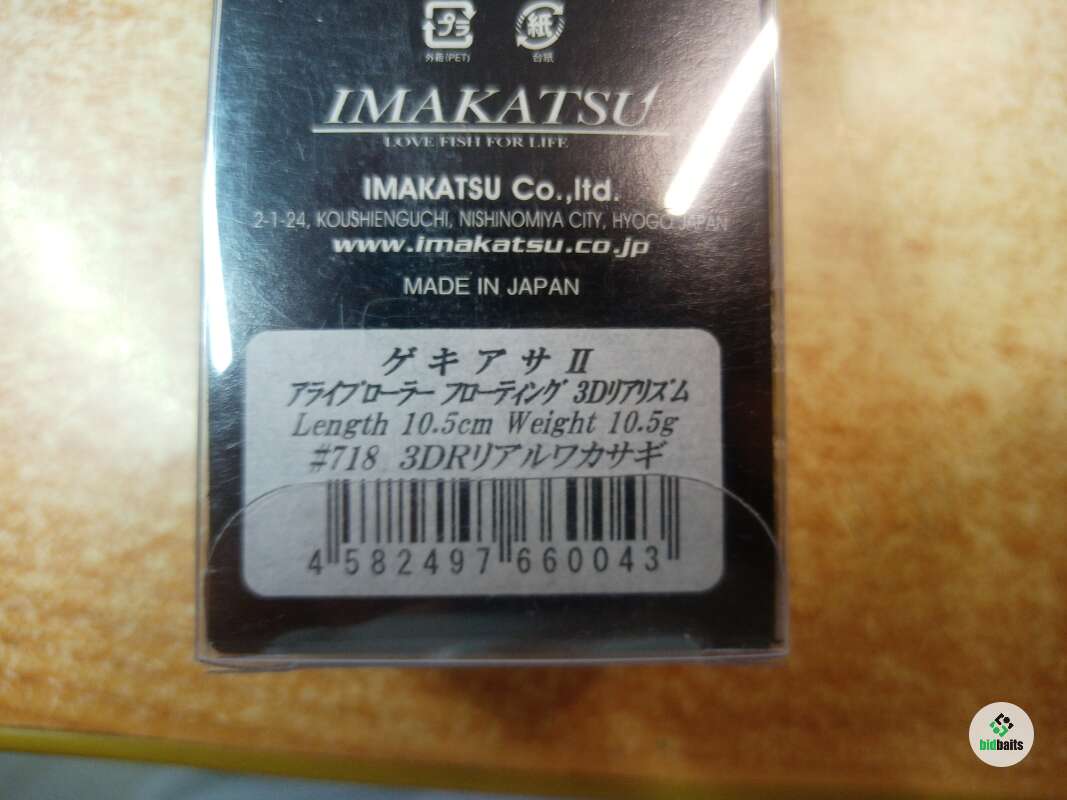 プラ 紙
外箱(PET) 台紙
IMAKATSU
LOVE FISH FOR LIFE
IMAKATSU Co.,ltd.
2-1-24, KOUSHIENGUCHI, NISHINOMIYA CITY, HYOGO JAPAN
www.imakatsu.co.jp
MADE IN JAPAN
ゲキアサⅡ
アライブローラー フローティング 3Dリアリズム
Length 10.5cm Weight 10.5g
#718 3DRリアルワカサギ
4 582497 660043
bidbaits